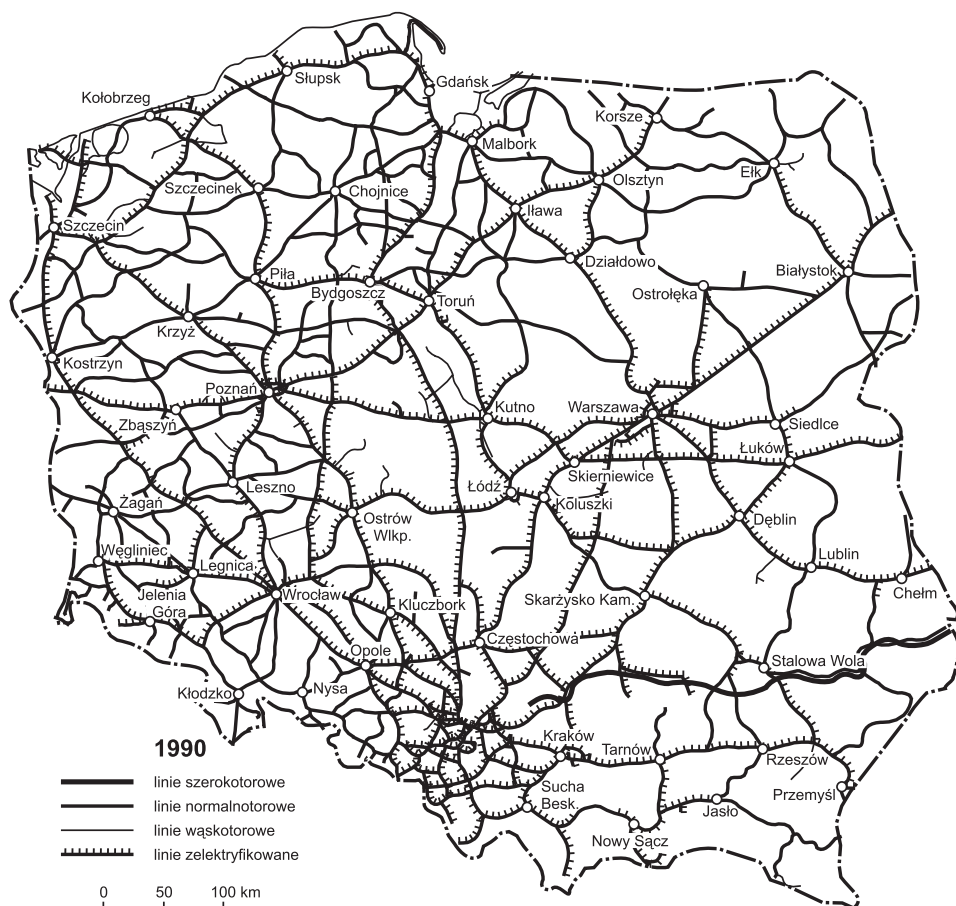 Słupsk
Gdańsk
Kołobrzeg
Korsze
Malbork
Szczecinek
Chojnice
Olsztyn
Ełk
Iława
Szczecin
Działdowo
Białystok
Piła
Bydgoszcz
Toruń
Ostrołęka
Krzyż
Kostrzyn
Poznań
Zbąszyń
Kutno
Warszawa
Siedlce
Łuków
Skierniewice
Leszno
Łódź
Koluszki
Żagań
Ostrów
Wlkp.
Dęblin
Węgliniec
Legnica
Lublin
Jelenia
Góra
Wrocław
Kluczbork
Skarżysko Kam.
Chełm
Opole
Częstochowa
Stalowa Wola
Kłodzko
Nysa
Kraków
Tarnów
Rzeszów
Sucha
Besk.
Przemyśl
Jasło
Nowy Sącz
1990
linie szerokotorowe
linie normalnotorowe
linie wąskotorowe
linie zelektryfikowane
0 50 100 km